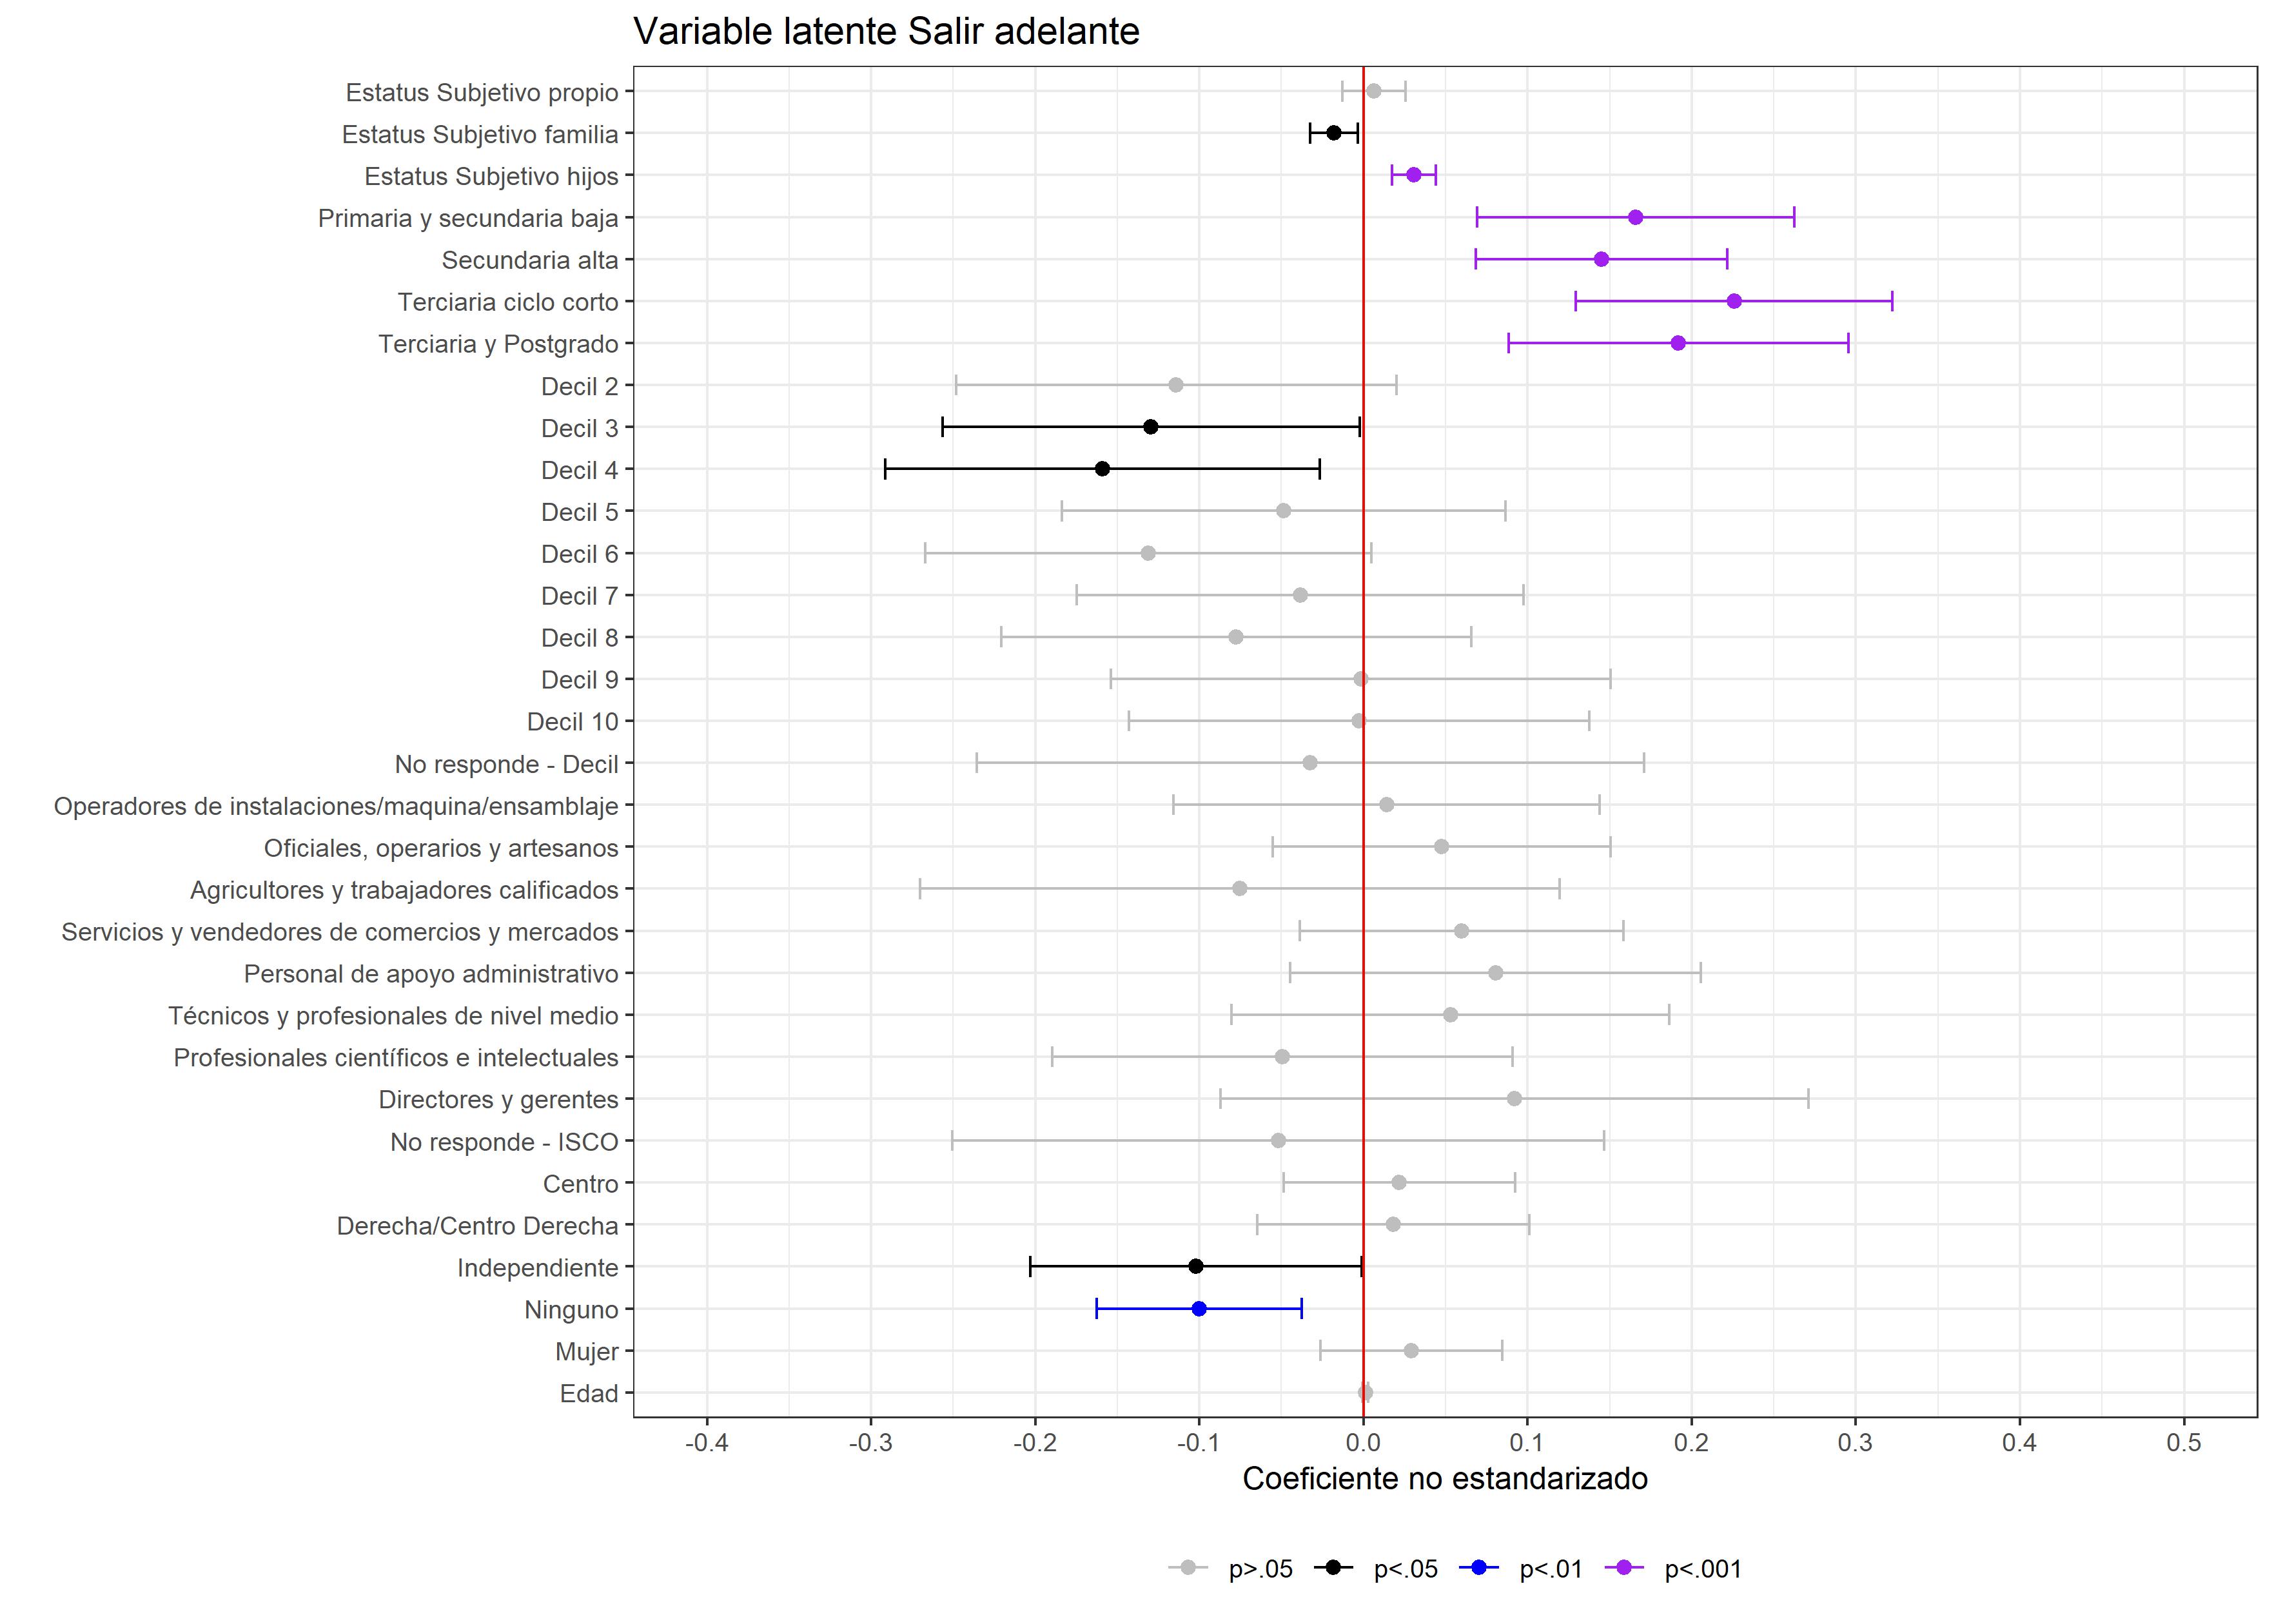 Variable latente Salir adelante
Estatus Subjetivo propio
Estatus Subjetivo familia
Estatus Subjetivo hijos
Primaria y secundaria baja
Secundaria alta
Terciaria ciclo corto
Terciaria y Postgrado
Decil 2
Decil 3
Decil 4
Decil 5
Decil 6
Decil 7
Decil 8
Decil 9
Decil 10
No responde - Decil
Operadores de instalaciones/maquina/ensamblaje
Oficiales, operarios y artesanos
Agricultores y trabajadores calificados
Servicios y vendedores de comercios y mercados
Personal de apoyo administrativo
Técnicos y profesionales de nivel medio
Profesionales científicos e intelectuales
Directores y gerentes
No responde - ISCO
Centro
Derecha/Centro Derecha
Independiente
Ninguno
Mujer
Edad
-0.4 -0.3 -0.2 -0.1 0.0 0.1 0.2 0.3 0.4 0.5
Coeficiente no estandarizado
p>.05 p<.05 p<.01 p<.001